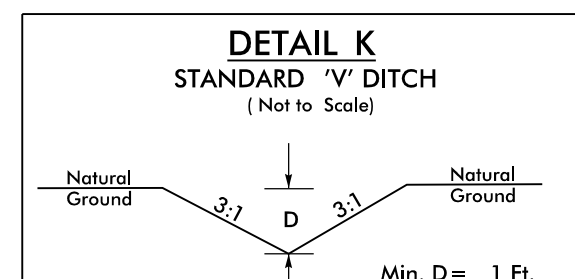 DETAIL K
STANDARD 'V' DITCH
( Not to Scale)
Natural
Ground
3:1
D
3:1
Natural
Ground
Min. D = 1 Ft.